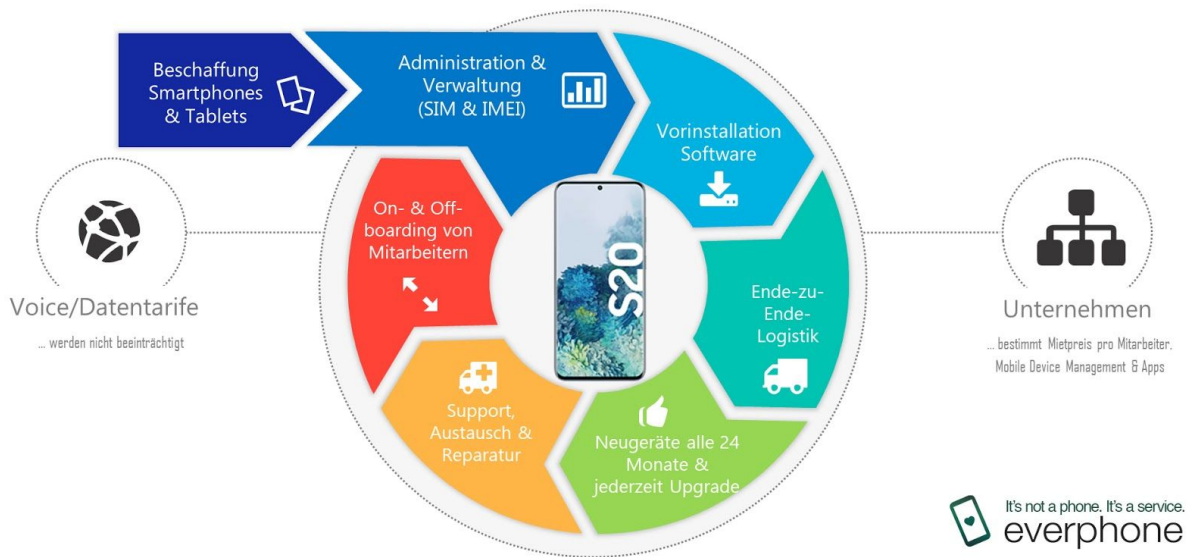 Beschaffung
Smartphones
& Tablets
Administration &
Verwaltung
(SIM & IMEI)
Vorinstallation
Software
Ende-zu-
Ende-
Logistik
Neugeräte alle 24
Monate &
jederzeit Upgrade
Support,
Austausch &
Reparatur
On- & Off-
boarding von
Mitarbeitern
S20
Voice/Datentarife
... werden nicht beeinträchtigt
Unternehmen
... bestimmt Mietpreis pro Mitarbeiter,
Mobile Device Management & Apps
It's not a phone. It's a service.
everphone